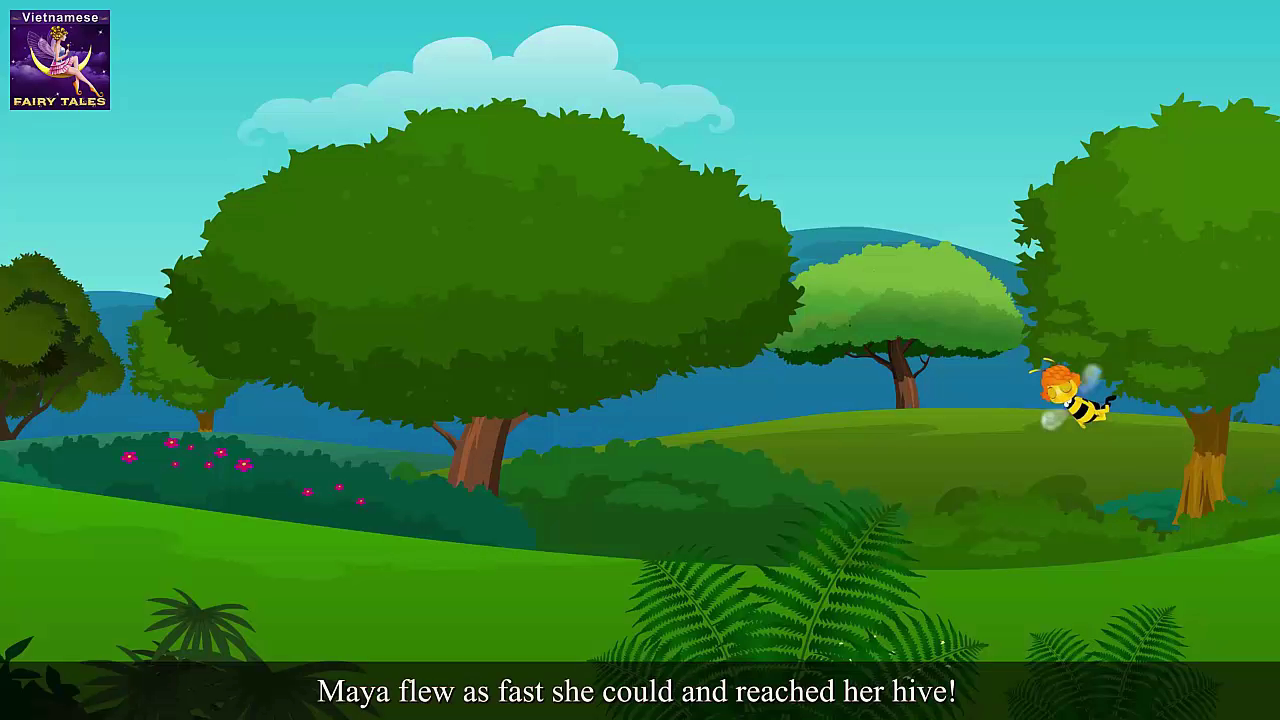 Vietnamese
FAIRY TALES
Maya flew as fast she could and reached her hive!